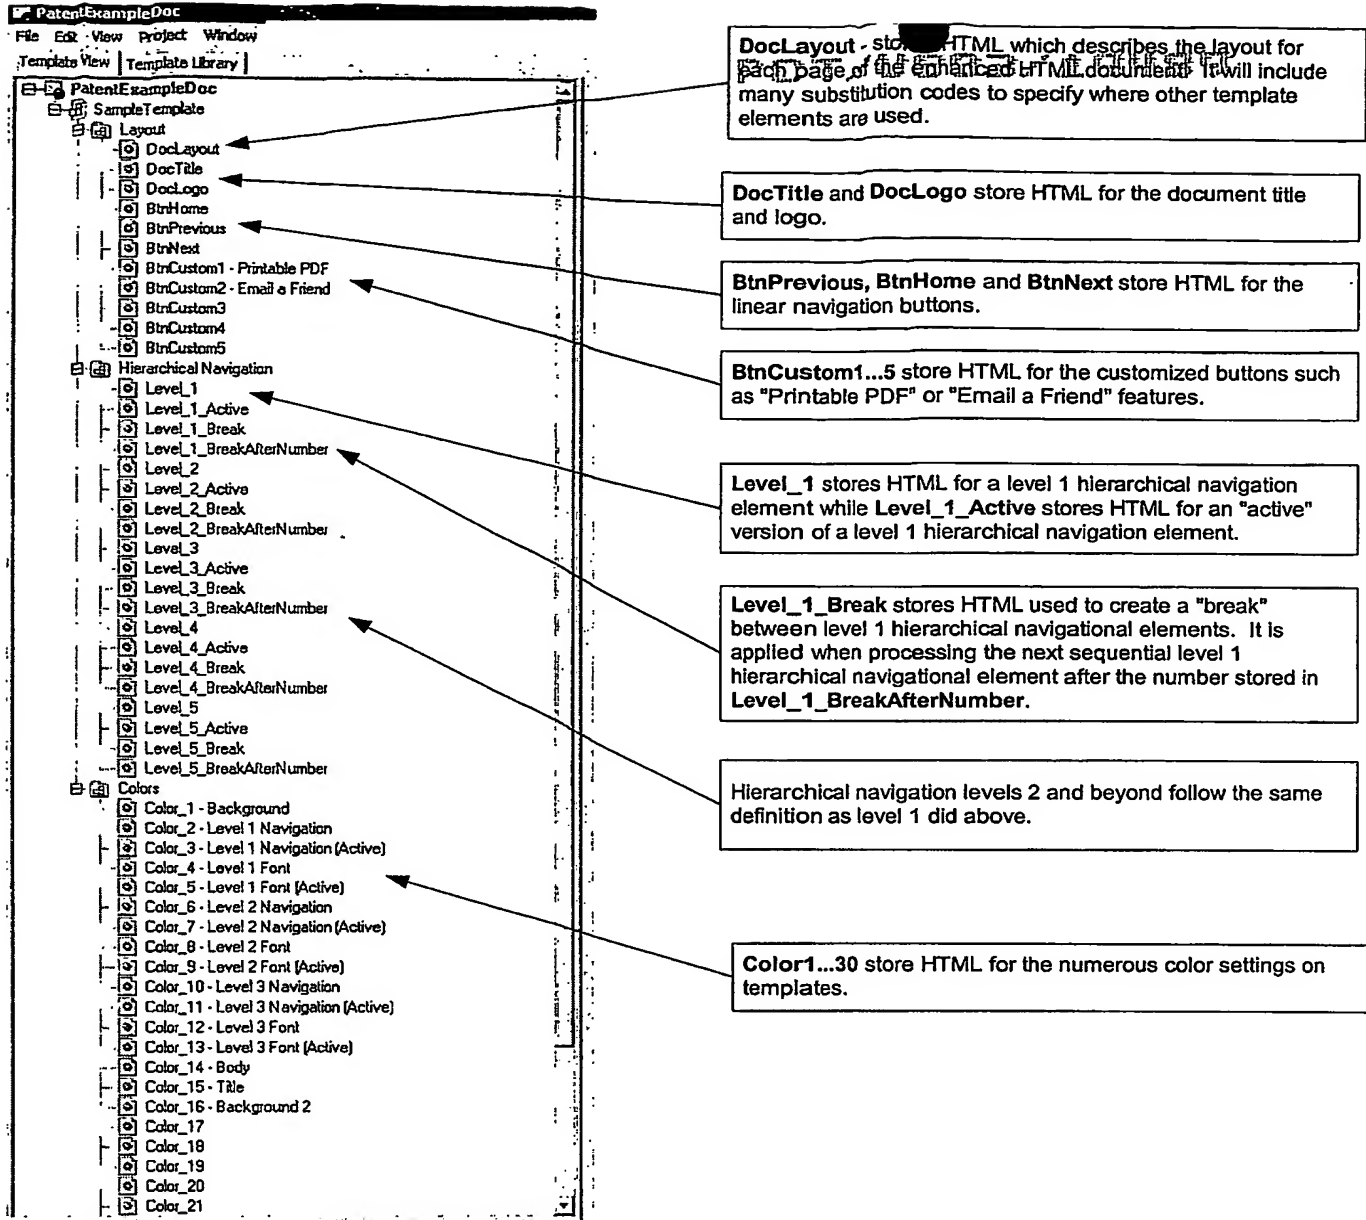 PatentExampleDoc
File Edit View Project Window
Template View Template Library
PatentExampleDoc
SampleTemplate
Layout
DocLayout
DocTitle
DocLogo
BtnHome
BtnPrevious
BtnNext
BtnCustom1 - Printable PDF
BtnCustom2 - Email a Friend
BtnCustom3
BtnCustom4
BtnCustom5
Hierarchical Navigation
Level_1
Level_1_Active
Level_1_Break
Level_1_BreakAfterNumber
Level_2
Level_2_Active
Level_2_Break
Level_2_BreakAfterNumber
Level_3
Level_3_Active
Level_3_Break
Level_3_BreakAfterNumber
Level_4
Level_4_Active
Level_4_Break
Level_4_BreakAfterNumber
Level_5
Level_5_Active
Level_5_Break
Level_5_BreakAfterNumber
Colors
Color_1 - Background
Color_2 - Level 1 Navigation
Color_3 - Level 1 Navigation (Active)
Color_4 - Level 1 Font
Color_5 - Level 1 Font (Active)
Color_6 - Level 2 Navigation
Color_7 - Level 2 Navigation (Active)
Color_8 - Level 2 Font
Color_9 - Level 2 Font (Active)
Color_10 - Level 3 Navigation
Color_11 - Level 3 Navigation (Active)
Color_12 - Level 3 Font
Color_13 - Level 3 Font (Active)
Color_14 - Body
Color_15 - Title
Color_16 - Background 2
Color_17
Color_18
Color_19
Color_20
Color_21
DocLayout - HTML which describes the layout for
each page of the enhanced HTML document. It will include
many substitution codes to specify where other template
elements are used.
DocTitle and DocLogo store HTML for the document title
and logo.
BtnPrevious, BtnHome and BtnNext store HTML for the
linear navigation buttons.
BtnCustom1...5 store HTML for the customized buttons such
as "Printable PDF" or "Email a Friend" features.
Level_1 stores HTML for a level 1 hierarchical navigation
element while Level_1_Active stores HTML for an "active"
version of a level 1 hierarchical navigation element.
Level_1_Break stores HTML used to create a "break"
between level 1 hierarchical navigational elements. It is
applied when processing the next sequential level 1
hierarchical navigational element after the number stored in
Level_1_BreakAfterNumber.
Hierarchical navigation levels 2 and beyond follow the same
definition as level 1 did above.
Color1...30 store HTML for the numerous color settings on
templates.